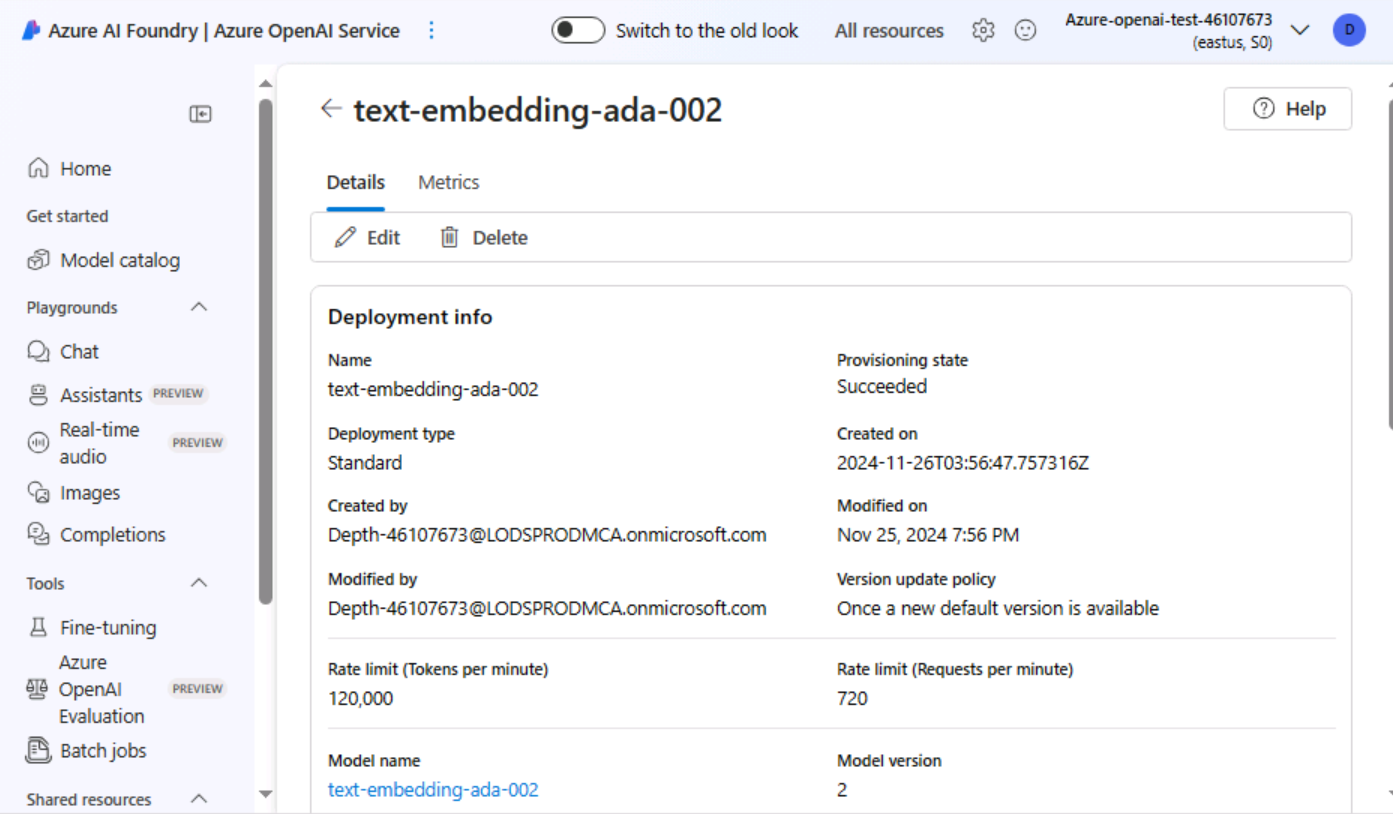 Azure AI Foundry | Azure OpenAI Service
Switch to the old look
All resources
Azure-openai-test-46107673
(eastus, S0)
D
Home
Get started
Model catalog
Playgrounds
Chat
Assistants PREVIEW
Real-time
audio
PREVIEW
Images
Completions
Tools
Fine-tuning
Azure
OpenAI
Evaluation
PREVIEW
Batch jobs
Shared resources
text-embedding-ada-002
Help
Details
Metrics
Edit
Delete
Deployment info
Name
text-embedding-ada-002
Provisioning state
Succeeded
Deployment type
Standard
Created on
2024-11-26T03:56:47.757316Z
Created by
Depth-46107673@LODSPRODMCA.onmicrosoft.com
Modified on
Nov 25, 2024 7:56 PM
Modified by
Depth-46107673@LODSPRODMCA.onmicrosoft.com
Version update policy
Once a new default version is available
Rate limit (Tokens per minute)
120,000
Rate limit (Requests per minute)
720
Model name
text-embedding-ada-002
Model version
2